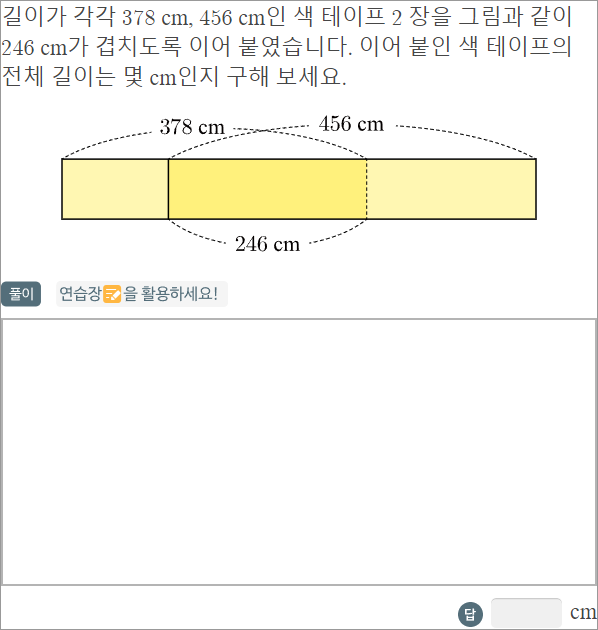 길이가 각각 378 cm, 456 cm인 색 테이프 2 장을 그림과 같이
246 cm가 겹치도록 이어 붙였습니다. 이어 붙인 색 테이프의
전체 길이는 몇 cm인지 구해 보세요.
378 cm
456 cm
246 cm
풀이
연습장을 활용하세요!
답
cm